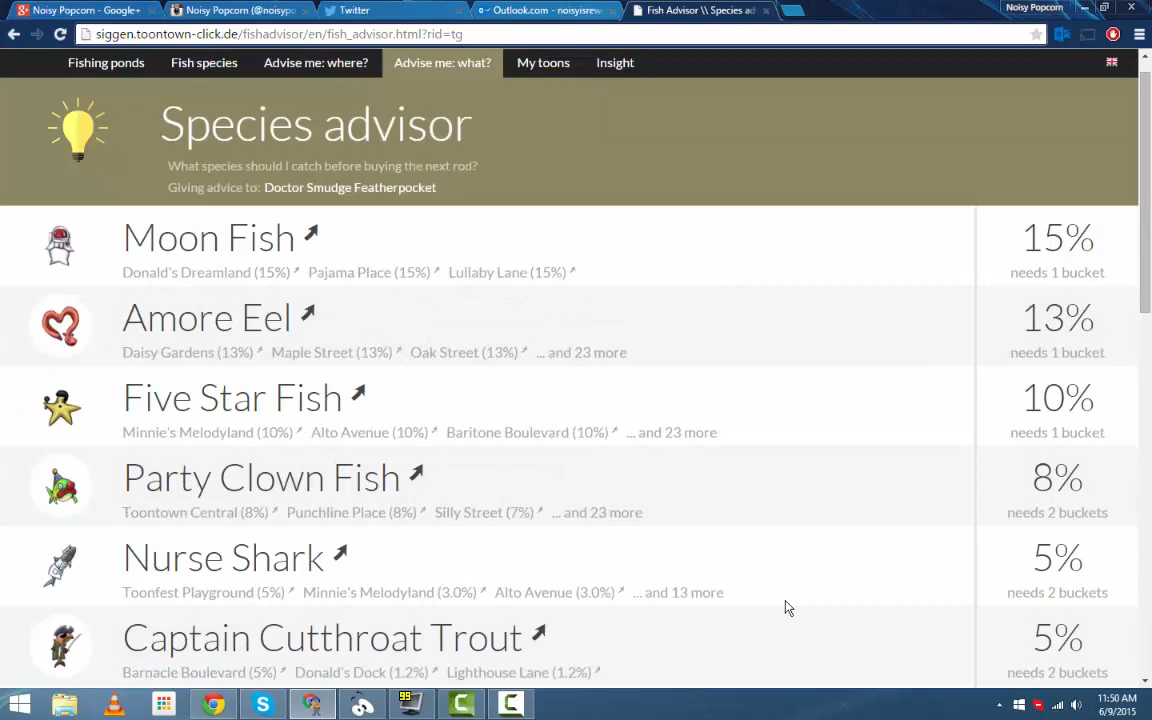 Noisy Popcorn - Google+
Noisy Popcorn (@noisypo
Twitter
Outlook.com - noisyisrew
Fish Advisor \\ Species ad
Noisy Popcorn
siggen.toontown-click.de/fishadvisor/en/fish_advisor.html?rid=tg
Fishing ponds
Fish species
Advise me: where?
Advise me: what?
My toons
Insight
Species advisor
What species should I catch before buying the next rod?
Giving advice to: Doctor Smudge Featherpocket
Moon Fish
15%
Donald's Dreamland (15%) Pajama Place (15%) Lullaby Lane (15%)
needs 1 bucket
Amore Eel
13%
Daisy Gardens (13%) Maple Street (13%) Oak Street (13%) ... and 23 more
needs 1 bucket
Five Star Fish
10%
Minnie's Melodyland (10%) Alto Avenue (10%) Baritone Boulevard (10%) ... and 23 more
needs 1 bucket
Party Clown Fish
8%
Toontown Central (8%) Punchline Place (8%) Silly Street (7%) ... and 23 more
needs 2 buckets
Nurse Shark
5%
Toonfest Playground (5%) Minnie's Melodyland (3.0%) Alto Avenue (3.0%) ... and 13 more
needs 2 buckets
Captain Cutthroat Trout
5%
Barnacle Boulevard (5%) Donald's Dock (1.2%) Lighthouse Lane (1.2%)
needs 2 buckets
99
11:50 AM
6/9/2015